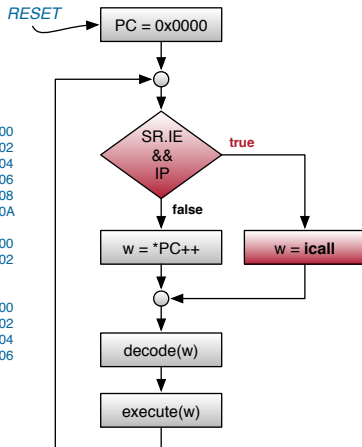 RESET
PC = 0x0000
00
02
04
06
08
0A
00
02
00
02
04
06
SR.IE
&&
IP
true
false
w = *PC++
w = icall
decode(w)
execute(w)